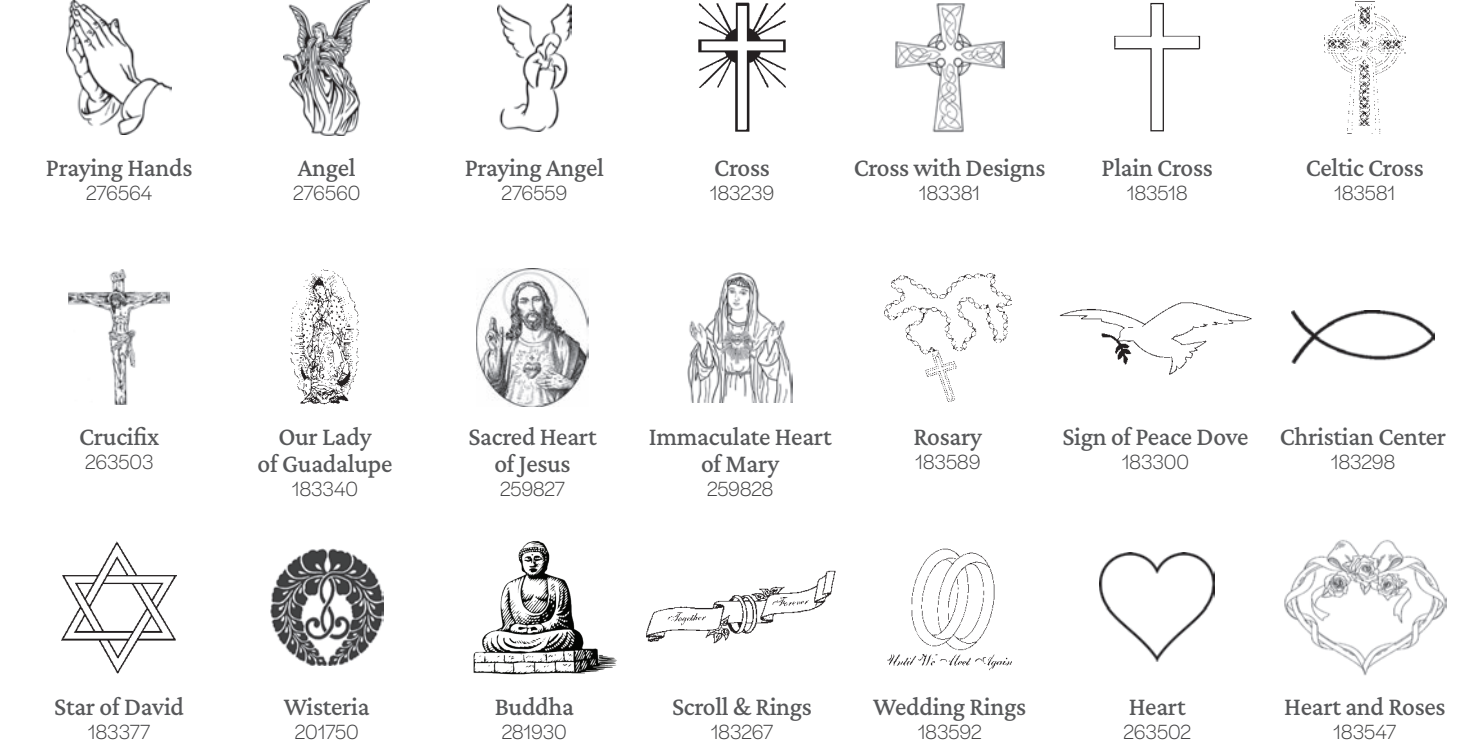 Praying Hands
276564
Angel
276560
Praying Angel
276559
Cross
183239
Cross with Designs
183381
Plain Cross
183518
Celtic Cross
183581
Crucifix
263503
Our Lady
of Guadalupe
183340
Sacred Heart
of Jesus
259827
Immaculate Heart
of Mary
259828
Rosary
183589
Sign of Peace Dove
183300
Christian Center
183298
Together
Forever
Until We Meet Again
Star of David
183377
Wisteria
201750
Buddha
281930
Scroll & Rings
183267
Wedding Rings
183592
Heart
263502
Heart and Roses
183547